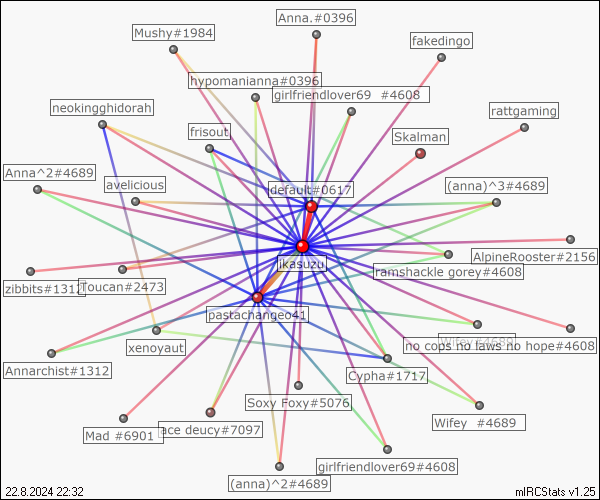 Anna.#0396
Mushy#1984
fakedingo
hypomanianna#0396
girlfriendlover69 #4608
neokingghidorah
rattgaming
frisout
Skalman
Anna^2#4689
avelicious
default#0617
(anna)^3#4689
AlpineRooster#2156
jkasuzu
ramshackle gorey#4608
zibbits#1312
Toucan#2473
pastachangeo41
Wifey#4689
no cops no laws no hope#4608
xenoyaut
Annarchist#1312
Cypha#1717
Soxy Foxy#5076
Wifey #4689
Mad #6901
ace deucy#7097
girlfriendlover69#4608
(anna)^2#4689
22.8.2024 22:32
mIRCStats v1.25